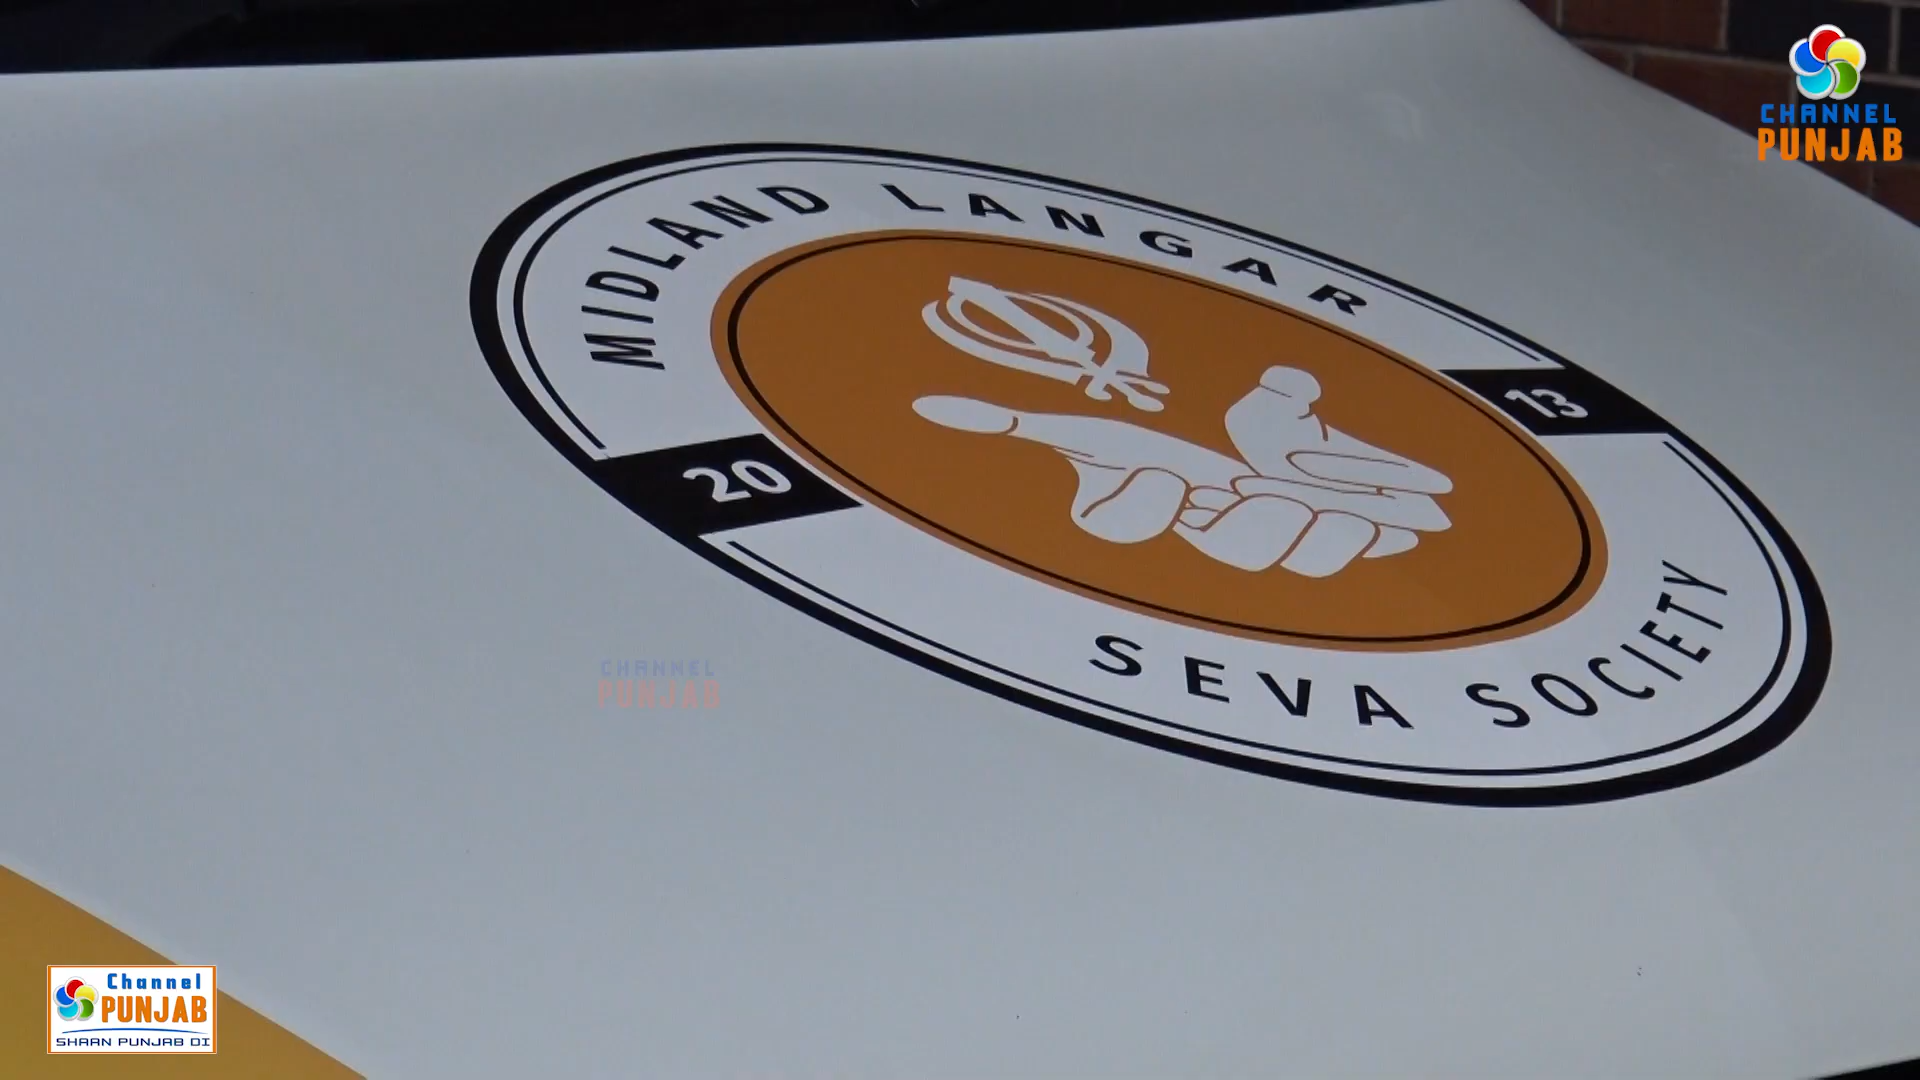 CHANNEL
PUNJAB
MIDLAND LANGAR
20 13
SEVA SOCIETY
CHANNEL
PUNJAB
Channel
PUNJAB
SHAAN PUNJAB DI